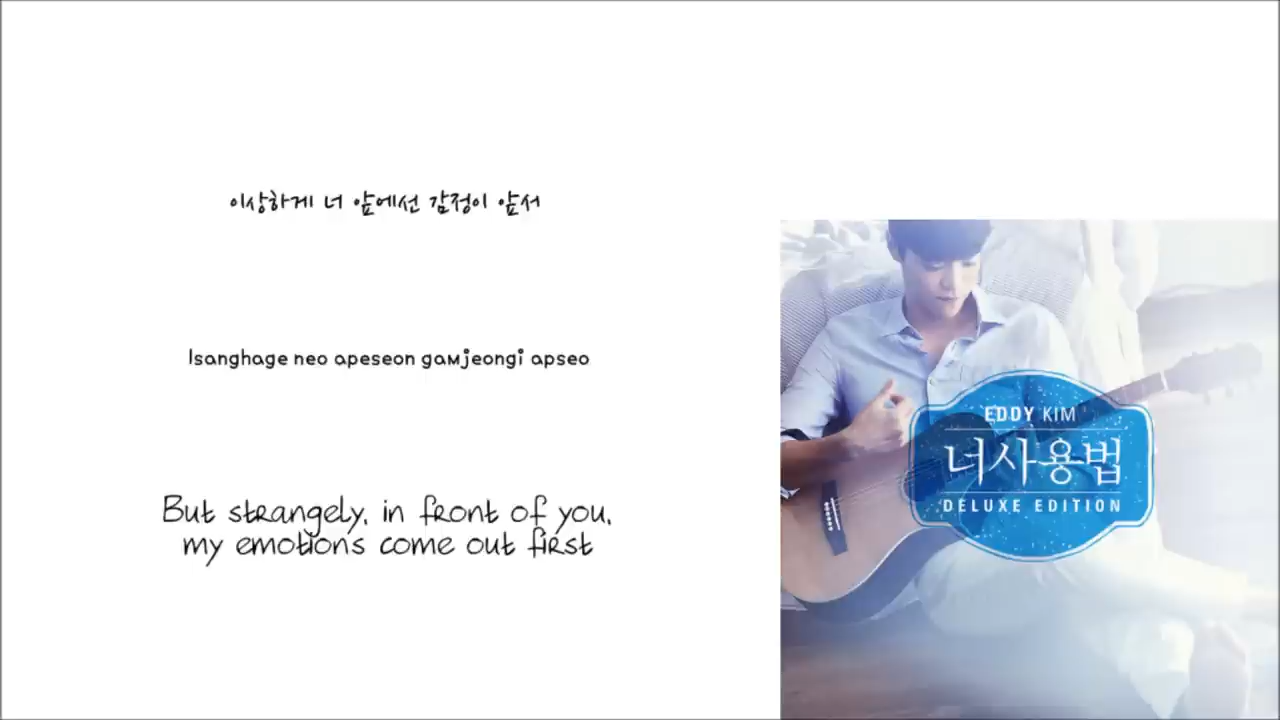 이상하게 너 앞에선 감정이 앞서
Isanghage neo apeseon gamjeongi apseo
But strangely, in front of you,
my emotions come out first
EDDY KIM
너사용법
DELUXE EDITION